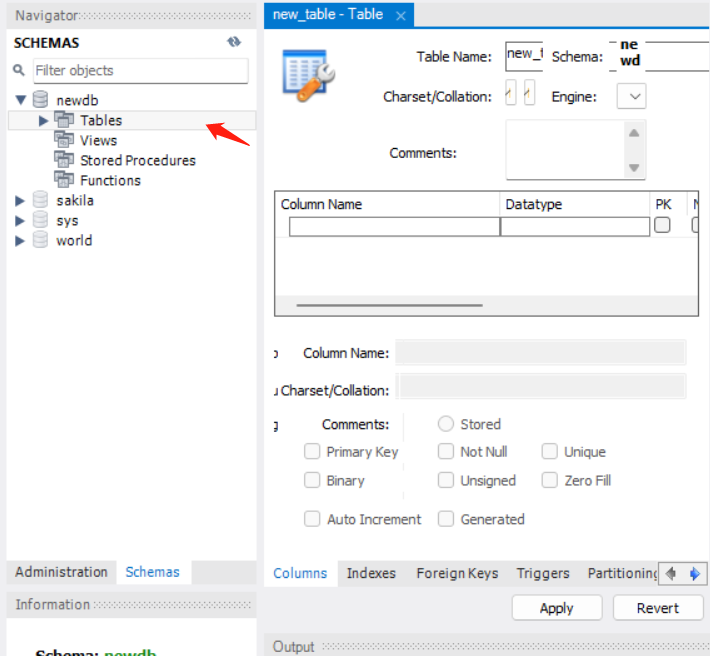 Navigator
SCHEMAS
Filter objects
newdb
Tables
Views
Stored Procedures
Functions
sakila
sys
world
Administration Schemas
Information
Schema: newdb
new_table - Table ×
Table Name: new_t Schema: ne
wd
Charset/Collation: Engine:
Comments:
Column Name Datatype PK N
Column Name:
Charset/Collation:
Comments: Stored
Primary Key Not Null Unique
Binary Unsigned Zero Fill
Auto Increment Generated
Columns Indexes Foreign Keys Triggers Partitioning
Apply Revert
Output